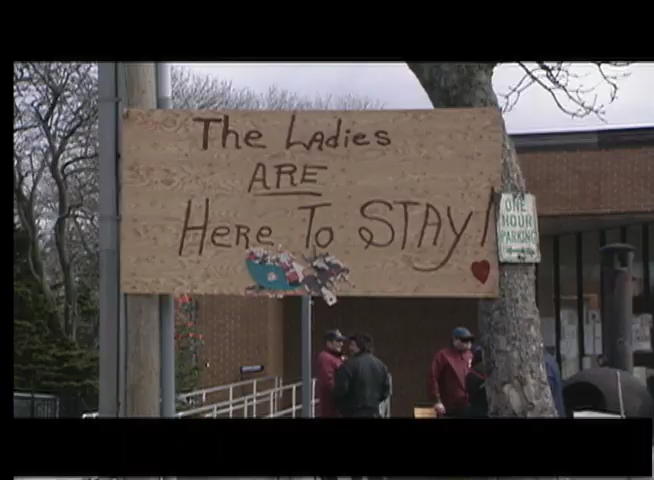 The Ladies
ARE
Here To STAY!
ONE
HOUR
PARKING